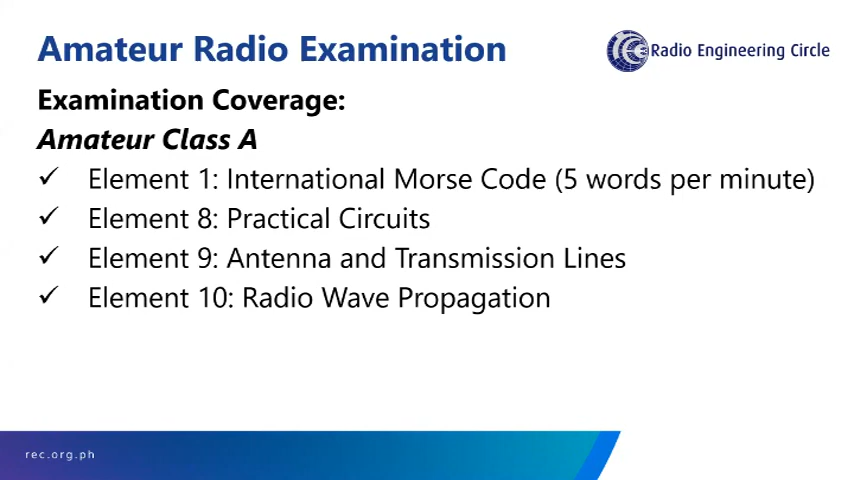 Amateur Radio Examination
Radio Engineering Circle
Examination Coverage:
Amateur Class A
✓ Element 1: International Morse Code (5 words per minute)
✓ Element 8: Practical Circuits
✓ Element 9: Antenna and Transmission Lines
✓ Element 10: Radio Wave Propagation
rec.org.ph